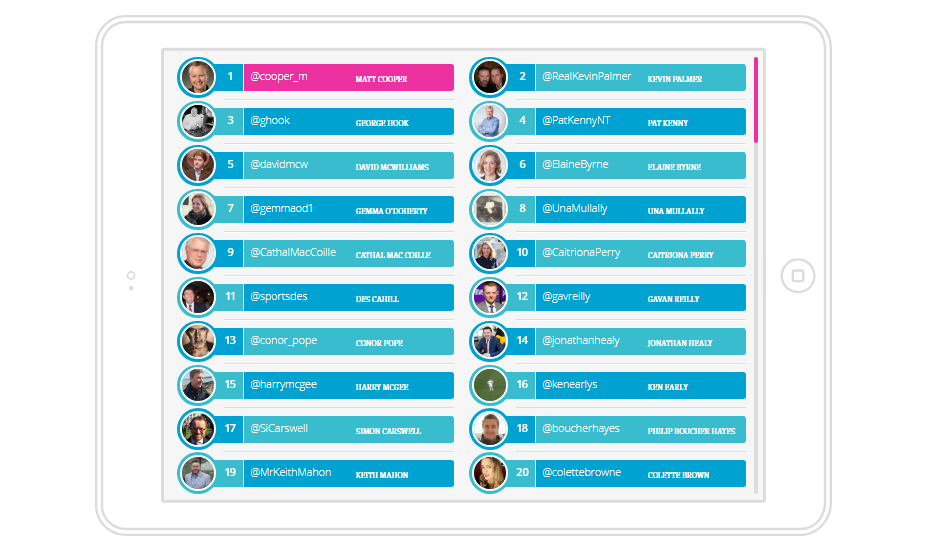 1 @cooper_m MATT COOPER
2 @RealKevinPalmer KEVIN PALMER
3 @ghook GEORGE HOOK
4 @PatKennyNT PAT KENNY
5 @davidmcw DAVID MCWILLIAMS
6 @ElaineByrne ELAINE BYRNE
7 @gemmaod1 GEMMA O'DOHERTY
8 @UnaMullally UNA MULLALLY
9 @CathalMacCoille CATHAL MAC COILLE
10 @CaitrionaPerry CAITRIONA PERRY
11 @sportsdes DES CAHILL
12 @gavreilly GAVAN REILLY
13 @conor_pope CONOR POPE
14 @jonathanhealy JONATHAN HEALY
15 @harrymcgee HARRY MCGEE
16 @kenearlys KEN EARLY
17 @SiCarswell SIMON CARSWELL
18 @boucherhayes PHILIP BOUCHER HAYES
19 @MrKeithMahon KEITH MAHON
20 @colettebrowne COLETTE BROWN